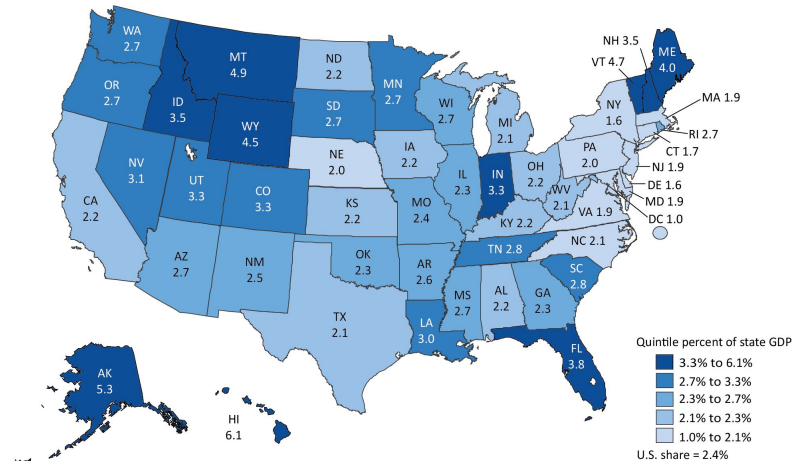 WA
2.7
OR
2.7
CA
2.2
NV
3.1
ID
3.5
MT
4.9
WY
4.5
UT
3.3
CO
3.3
AZ
2.7
NM
2.5
ND
2.2
SD
2.7
NE
2.0
KS
2.2
OK
2.3
TX
2.1
MN
2.7
IA
2.2
MO
2.4
AR
2.6
LA
3.0
WI
2.7
IL
2.3
MS
2.7
MI
2.1
IN
3.3
OH
2.2
KY 2.2
TN 2.8
AL
2.2
GA
2.3
FL
3.8
SC
2.8
NC 2.1
VA 1.9
WV
2.1
PA
2.0
NY
1.6
VT 4.7
NH 3.5
ME
4.0
MA 1.9
RI 2.7
CT 1.7
NJ 1.9
DE 1.6
MD 1.9
DC 1.0
AK
5.3
HI
6.1
Quintile percent of state GDP
3.3% to 6.1%
2.7% to 3.3%
2.3% to 2.7%
2.1% to 2.3%
1.0% to 2.1%
U.S. share = 2.4%